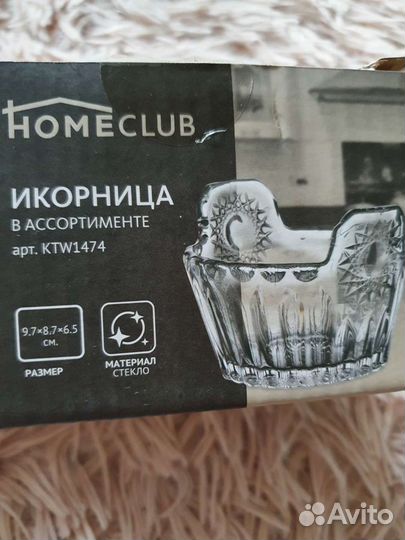 HOMECLUB
ИКОРНИЦА
В АССОРТИМЕНТЕ
арт. KTW1474
9.7×8.7×6.5
СМ.
РАЗМЕР
МАТЕРИАЛ
СТЕКЛО
Avito